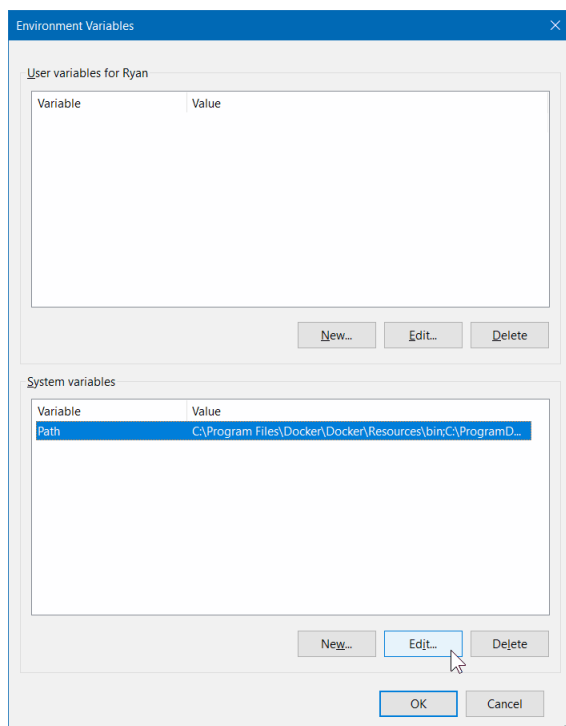 Environment Variables
User variables for Ryan
Variable Value
New... Edit... Delete
System variables
Variable Value
Path C:\Program Files\Docker\Docker\Resources\bin;C:\ProgramD...
New... Edit... Delete
OK Cancel